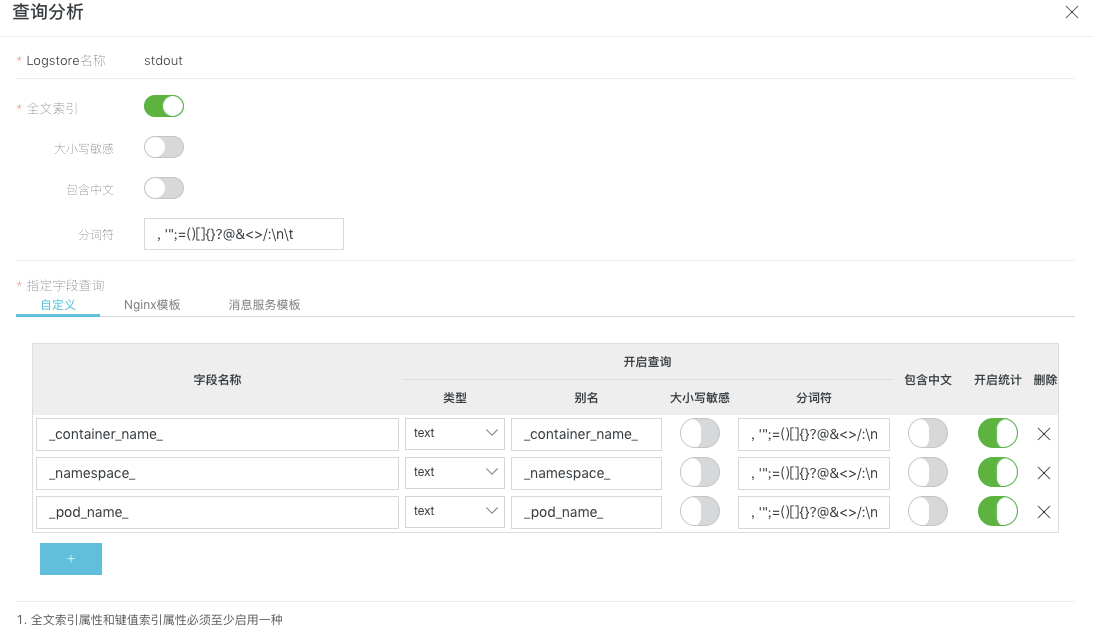 查询分析
* Logstore名称 stdout
* 全文索引
大小写敏感
包含中文
分词符 , '";=()[]{}?@&<>/:\n\t
* 指定字段查询
自定义 Nginx模板 消息服务模板
字段名称 开启查询 包含中文 开启统计 删除
类型 别名 大小写敏感 分词符
_container_name_ text _container_name_ , '";=()[]{}?@&<>/:\n
_namespace_ text _namespace_ , '";=()[]{}?@&<>/:\n
_pod_name_ text _pod_name_ , '";=()[]{}?@&<>/:\n
+
1. 全文索引属性和键值索引属性必须至少启用一种